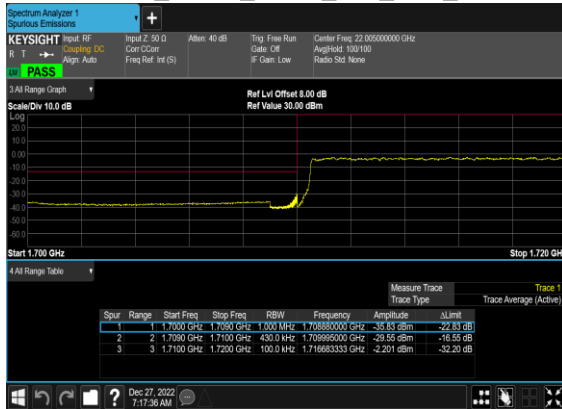 Spectrum Analyzer 1
Spurious Emissions
KEYSIGHT
R T
LXI PASS
Input: RF
Coupling: DC
Align: Auto
Input Z: 50 Ω
Corr CCorr
Freq Ref: Int (S)
Atten: 40 dB
Trig: Free Run
Gate: Off
IF Gain: Low
Center Freq: 22.005000000 GHz
Avg|Hold: 100/100
Radio Std: None
3 All Range Graph
Scale/Div 10.0 dB
Ref Lvl Offset 8.00 dB
Ref Value 30.00 dBm
Log
20.0
10.0
0.00
-10.0
-20.0
-30.0
-40.0
-50.0
-60.0
Start 1.700 GHz
Stop 1.720 GH
4 All Range Table
Measure Trace Trace 1
Trace Type Trace Average (Active)
Spur Range Start Freq Stop Freq RBW Frequency Amplitude ΔLimit
1 1 1.7000 GHz 1.7090 GHz 1.000 MHz 1.708880000 GHz -35.83 dBm -22.83 dB
2 2 1.7090 GHz 1.7100 GHz 430.0 kHz 1.709995000 GHz -29.55 dBm -16.55 dB
3 3 1.7100 GHz 1.7200 GHz 100.0 kHz 1.716683333 GHz -2.201 dBm -32.20 dB
Dec 27, 2022
7:17:36 AM